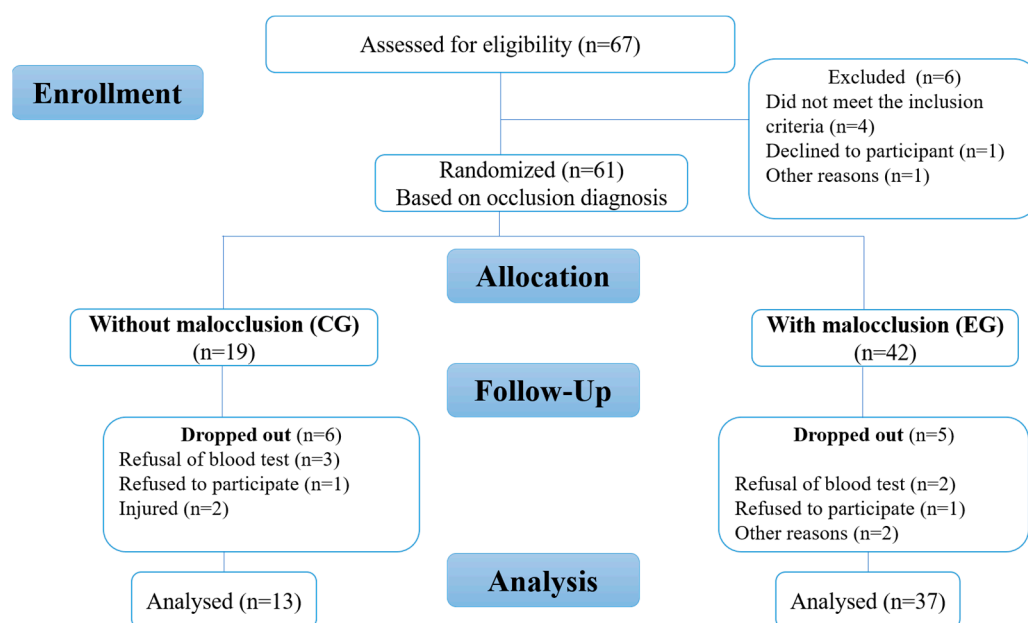 Assessed for eligibility (n=67)
Enrollment
Excluded (n=6)
Did not meet the inclusion
criteria (n=4)
Declined to participant (n=1)
Other reasons (n=1)
Randomized (n=61)
Based on occlusion diagnosis
Allocation
Without malocclusion (CG)
(n=19)
With malocclusion (EG)
(n=42)
Follow-Up
Dropped out (n=6)
Refusal of blood test (n=3)
Refused to participate (n=1)
Injured (n=2)
Dropped out (n=5)
Refusal of blood test (n=2)
Refused to participate (n=1)
Other reasons (n=2)
Analysis
Analysed (n=13)
Analysed (n=37)